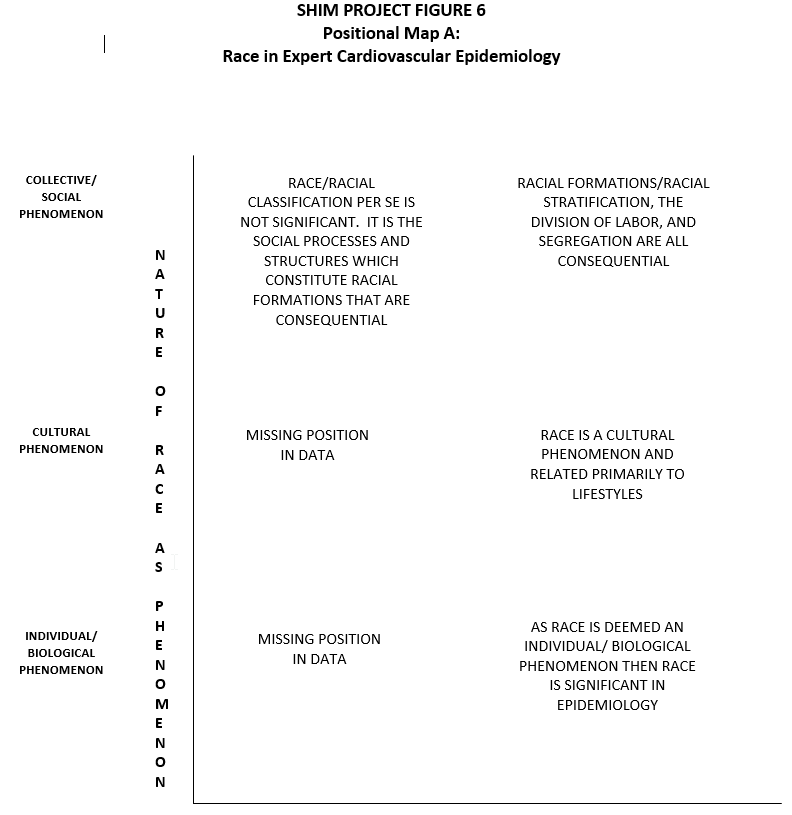 SHIM PROJECT FIGURE 6
Positional Map A:
Race in Expert Cardiovascular Epidemiology
COLLECTIVE/
SOCIAL
PHENOMENON
RACE/RACIAL
CLASSIFICATION PER SE IS
NOT SIGNIFICANT.  IT IS THE
SOCIAL PROCESSES AND
STRUCTURES WHICH
CONSTITUTE RACIAL
FORMATIONS THAT ARE
CONSEQUENTIAL
RACIAL FORMATIONS/RACIAL
STRATIFICATION, THE
DIVISION OF LABOR, AND
SEGREGATION ARE ALL
CONSEQUENTIAL
NATURE OF RACE AS PHENOMENON
CULTURAL
PHENOMENON
MISSING POSITION
IN DATA
RACE IS A CULTURAL
PHENOMENON AND
RELATED PRIMARILY TO
LIFESTYLES
INDIVIDUAL/
BIOLOGICAL
PHENOMENON
MISSING POSITION
IN DATA
AS RACE IS DEEMED AN
INDIVIDUAL/ BIOLOGICAL
PHENOMENON THEN RACE
IS SIGNIFICANT IN
EPIDEMIOLOGY